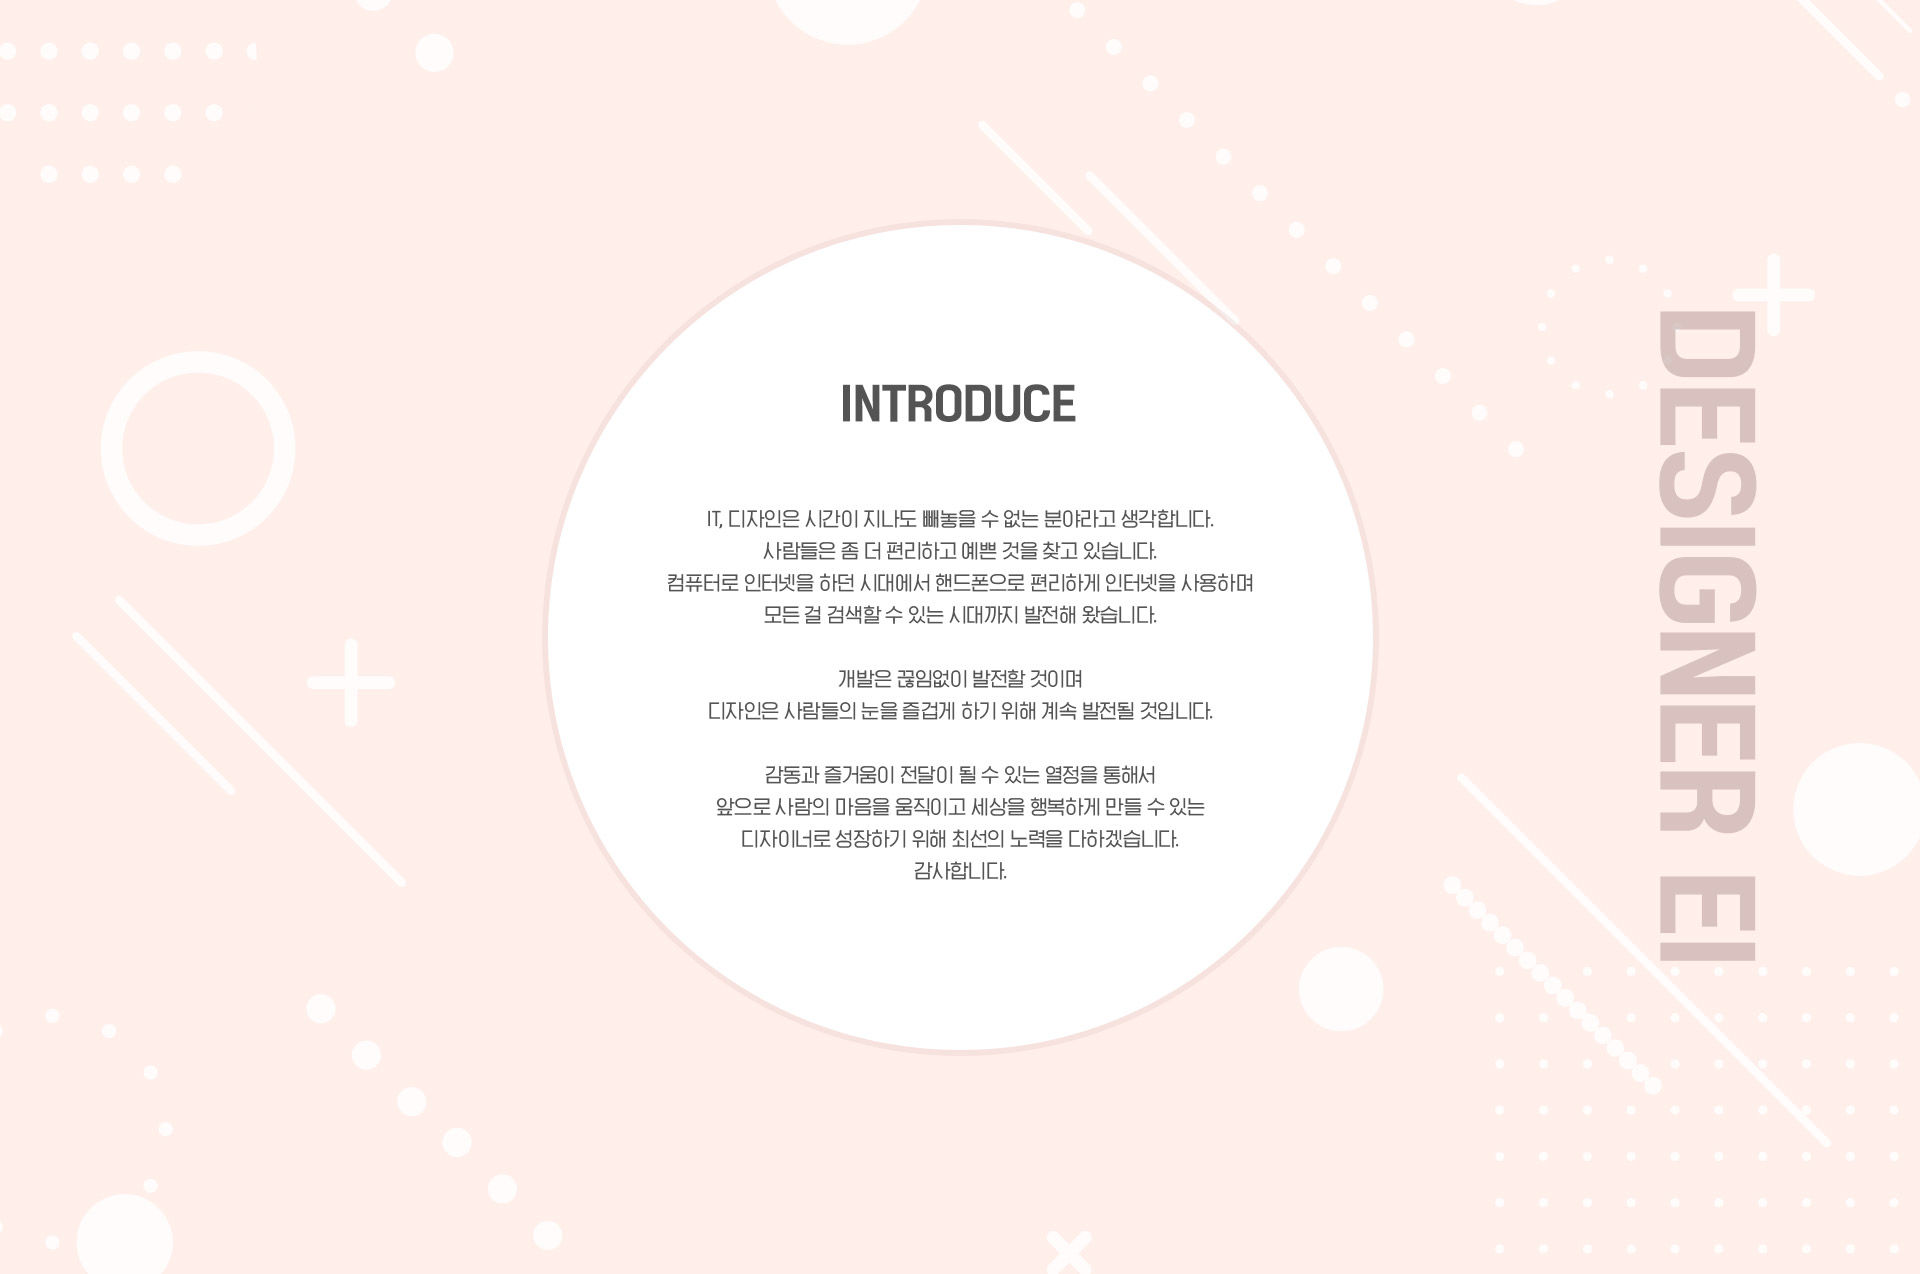 INTRODUCE
IT, 디자인은 시간이 지나도 빼놓을 수 없는 분야라고 생각합니다.
사람들은 좀 더 편리하고 예쁜 것을 찾고 있습니다.
컴퓨터로 인터넷을 하던 시대에서 핸드폰으로 편리하게 인터넷을 사용하며
모든 걸 검색할 수 있는 시대까지 발전해 왔습니다.
개발은 끊임없이 발전할 것이며
디자인은 사람들의 눈을 즐겁게 하기 위해 계속 발전될 것입니다.
감동과 즐거움이 전달이 될 수 있는 열정을 통해서
앞으로 사람의 마음을 움직이고 세상을 행복하게 만들 수 있는
디자이너로 성장하기 위해 최선의 노력을 다하겠습니다.
감사합니다.
DESIGNER EI